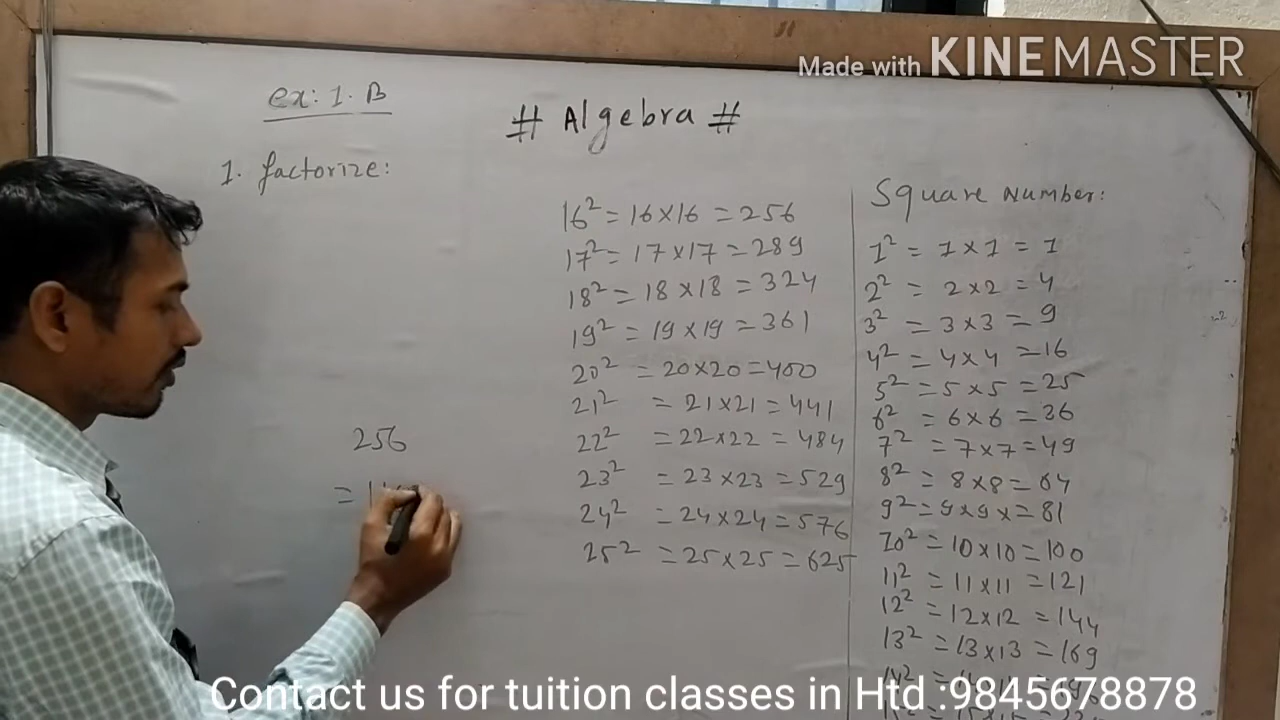 Made with KINEMASTER
ex: 1. B
# Algebra #
1. factorize:
16² = 16×16 = 256
17² = 17×17 = 289
18² = 18×18 = 324
19² = 19×19 = 361
20² = 20×20 = 400
21² = 21×21 = 441
22² = 22×22 = 484
23² = 23×23 = 529
24² = 24×24 = 576
25² = 25×25 = 625
256
=
Square Number:
1² = 1×1 = 1
2² = 2×2 = 4
3² = 3×3 = 9
4² = 4×4 = 16
5² = 5×5 = 25
6² = 6×6 = 36
7² = 7×7 = 49
8² = 8×8 = 64
9² = 9×9× = 81
10² = 10×10 = 100
11² = 11×11 = 121
12² = 12×12 = 144
13² = 13×13 = 169
14²
Contact us for tuition classes in Htd :9845678878